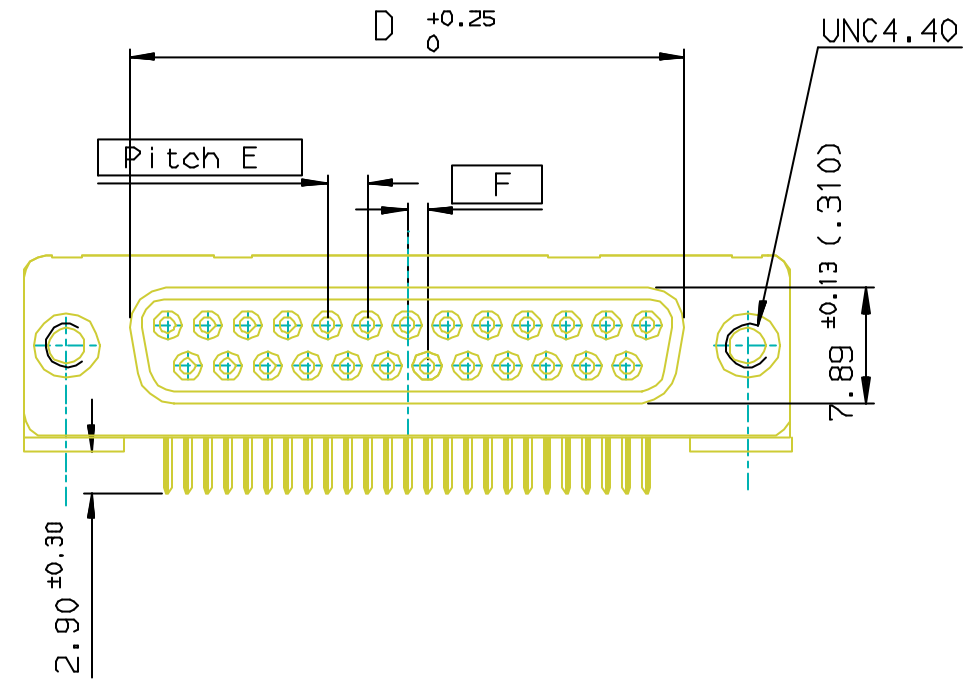 D +0.25
0
UNC4.40
Pitch E
F
7.89 ±0.13 (.310)
2.90 ±0.30